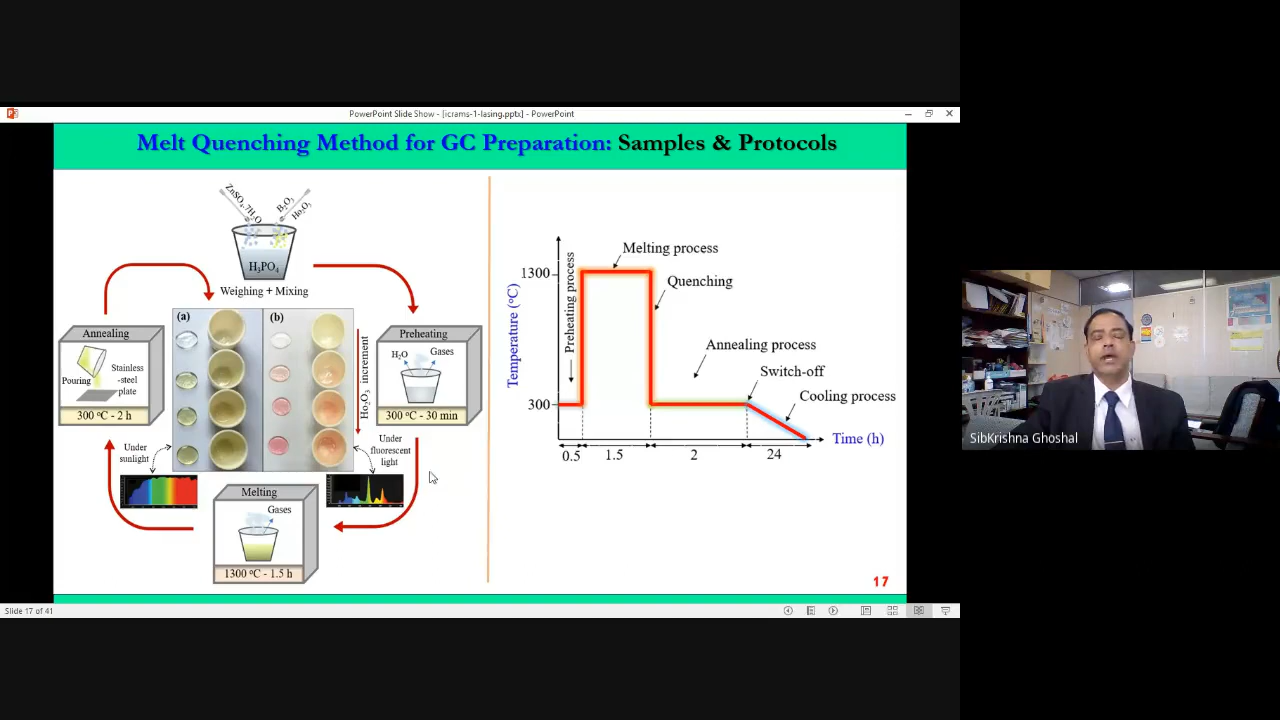 PowerPoint Slide Show - [icrams-1-lasing.pptx] - PowerPoint
Melt Quenching Method for GC Preparation: Samples & Protocols
ZnSO₄.7H₂O
B₂O₃
Ho₂O₃
H₃PO₄
Weighing + Mixing
Annealing
Pouring
Stainless
-steel
plate
300 °C - 2 h
(a)
(b)
Ho₂O₃ increment
Preheating
H₂O
Gases
300 °C - 30 min
Under
sunlight
Under
fluorescent
light
Melting
Gases
1300 °C - 1.5 h
Temperature (°C)
1300
300
Preheating process
Melting process
Quenching
Annealing process
Switch-off
Cooling process
Time (h)
0.5
1.5
2
24
17
Slide 17 of 41
SibKrishna Ghoshal